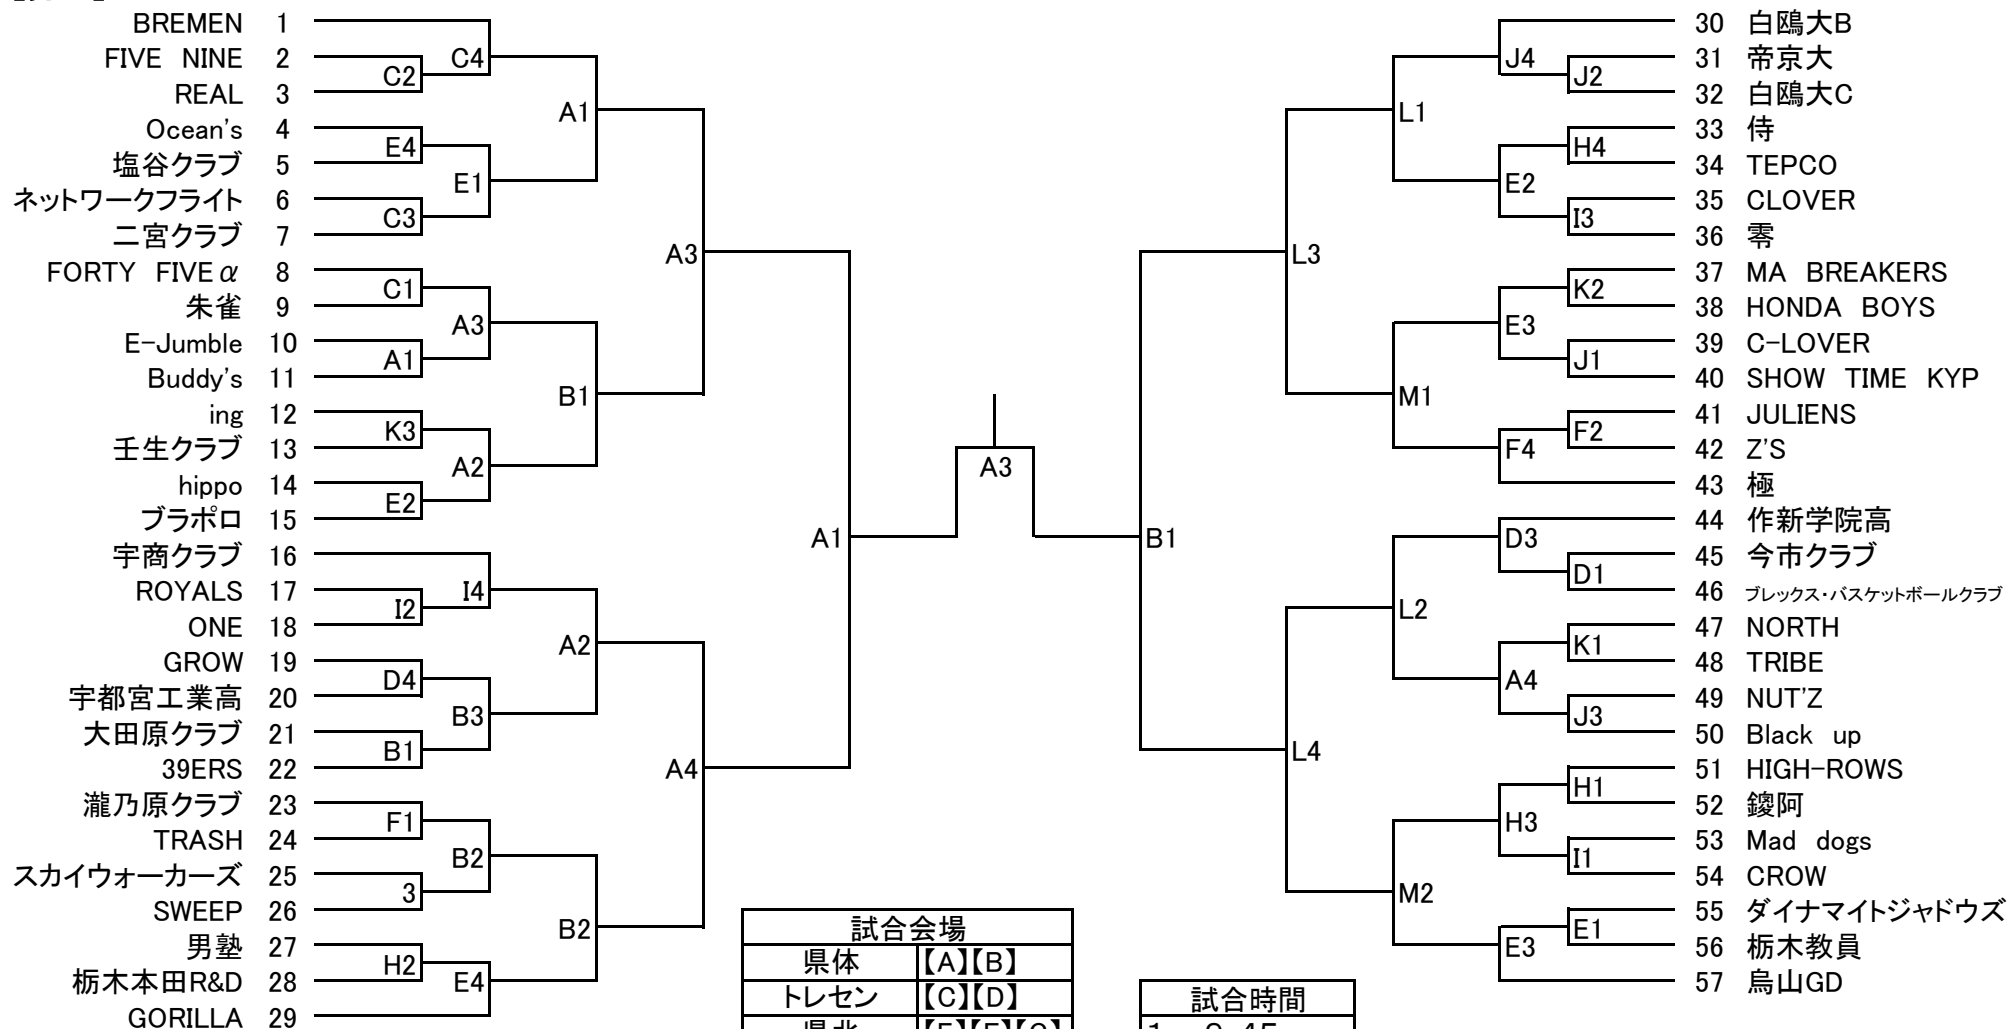 BREMEN 1
FIVE NINE 2
REAL 3
Ocean's 4
塩谷クラブ 5
ネットワークフライト 6
二宮クラブ 7
FORTY FIVEα 8
朱雀 9
E-Jumble 10
Buddy's 11
ing 12
壬生クラブ 13
hippo 14
ブラポロ 15
宇商クラブ 16
ROYALS 17
ONE 18
GROW 19
宇都宮工業高 20
大田原クラブ 21
39ERS 22
瀧乃原クラブ 23
TRASH 24
スカイウォーカーズ 25
SWEEP 26
男塾 27
栃木本田R&D 28
GORILLA 29
C2
E4
C3
C1
A1
K3
E2
I2
D4
B1
F1
3
H2
C4
E1
A3
A2
I4
B3
B2
E4
A1
B1
A2
B2
A3
A4
A1
A3
B1
L3
L4
L1
M1
L2
M2
J4
E2
E3
F4
D3
A4
H3
E3
J2
H4
I3
K2
J1
F2
D1
K1
J3
H1
I1
E1
30 白鴎大B
31 帝京大
32 白鴎大C
33 侍
34 TEPCO
35 CLOVER
36 零
37 MA BREAKERS
38 HONDA BOYS
39 C-LOVER
40 SHOW TIME KYP
41 JULIENS
42 Z'S
43 極
44 作新学院高
45 今市クラブ
46 ブレックス・バスケットボールクラブ
47 NORTH
48 TRIBE
49 NUT'Z
50 Black up
51 HIGH-ROWS
52 鑁阿
53 Mad dogs
54 CROW
55 ダイナマイトジャドウズ
56 栃木教員
57 烏山GD
試合会場
県体 【A】【B】
トレセン 【C】【D】
試合時間